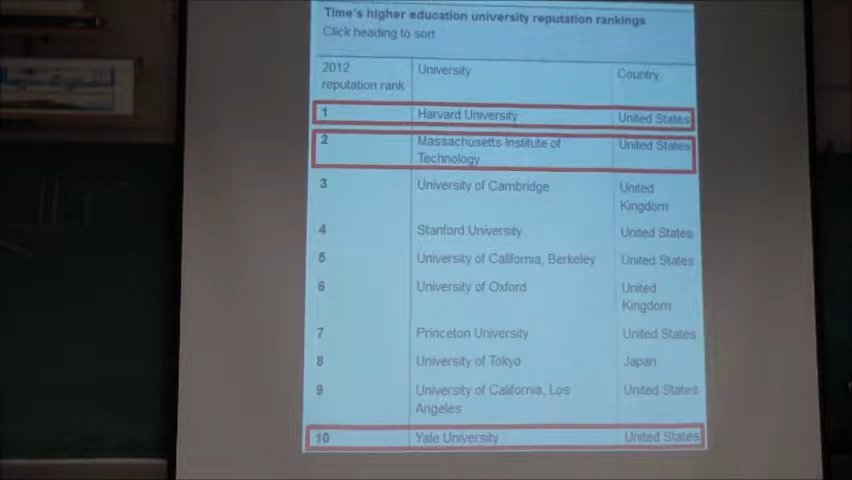 Time's higher education university reputation rankings
Click heading to sort
2012 University Country
reputation rank
1 Harvard University United States
2 Massachusetts Institute of United States
Technology
3 University of Cambridge United
Kingdom
4 Stanford University United States
5 University of California, Berkeley United States
6 University of Oxford United
Kingdom
7 Princeton University United States
8 University of Tokyo Japan
9 University of California, Los United States
Angeles
10 Yale University United States